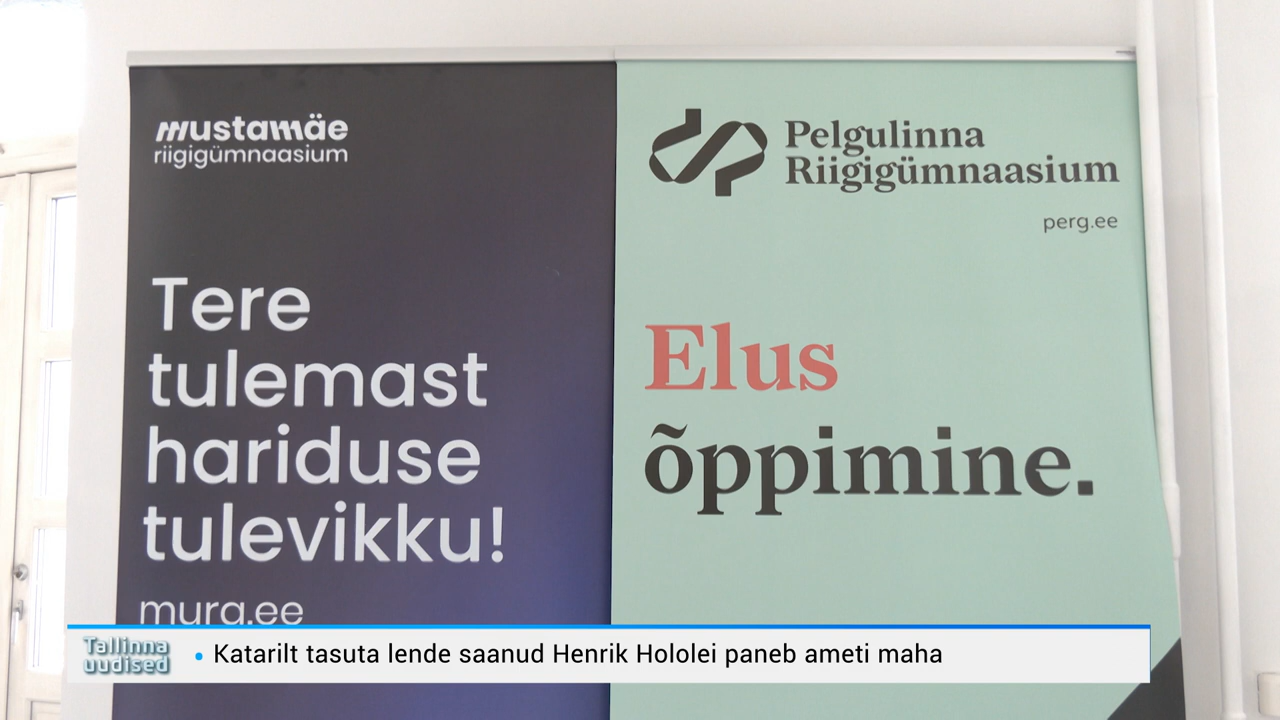 mustamäe
riigigümnaasium
Tere
tulemast
hariduse
tulevikku!
murg.ee
Pelgulinna
Riigigümnaasium
perg.ee
Elus
õppimine.
Tallinna
uudised
• Katarilt tasuta lende saanud Henrik Hololei paneb ameti maha